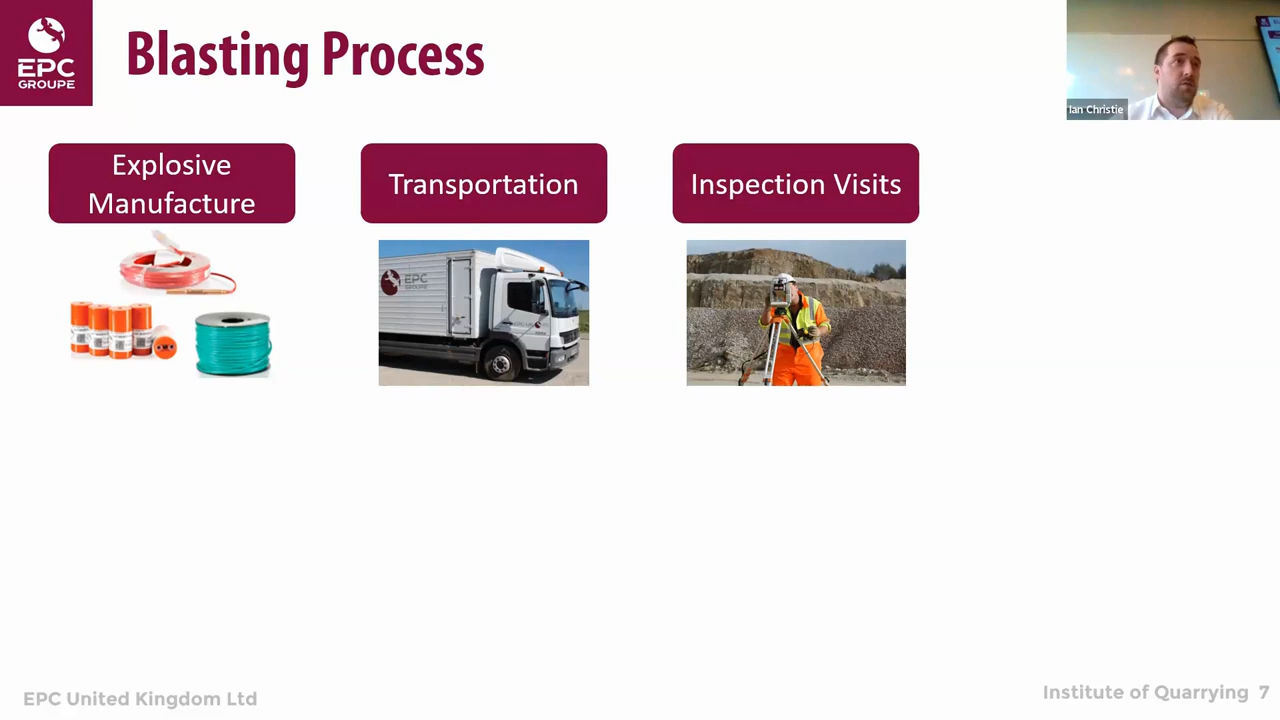 EPC
GROUPE
Blasting Process
Ian Christie
Explosive
Manufacture
Transportation
Inspection Visits
EPC
GROUPE
EPC United Kingdom Ltd
Institute of Quarrying 7